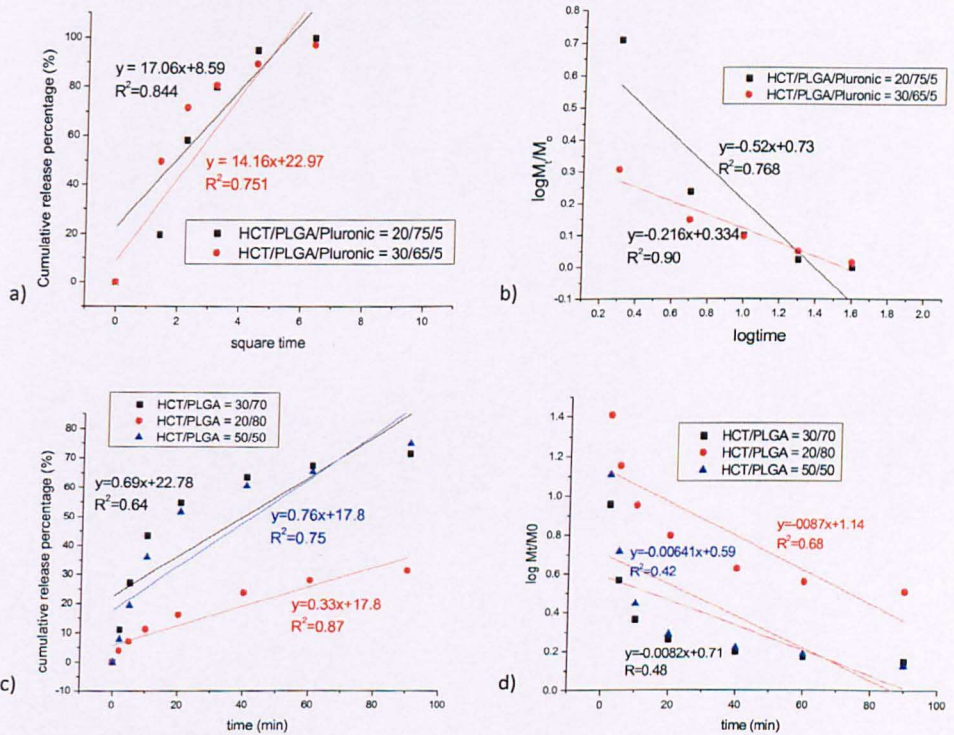 a)
Cumulative release percentage (%)
100
80
60
40
20
0
y = 17.06x+8.59
R²=0.844
y = 14.16x+22.97
R²=0.751
HCT/PLGA/Pluronic = 20/75/5
HCT/PLGA/Pluronic = 30/65/5
0 2 4 6 8 10
square time
b)
logMt/Mo
0.8
0.7
0.6
0.5
0.4
0.3
0.2
0.1
0.0
-0.1
HCT/PLGA/Pluronic = 20/75/5
HCT/PLGA/Pluronic = 30/65/5
y=-0.52x+0.73
R²=0.768
y=-0.216x+0.334
R²=0.90
0.2 0.4 0.6 0.8 1.0 1.2 1.4 1.6 1.8
logtime
c)
cumulative release percentage (%)
HCT/PLGA = 30/70
HCT/PLGA = 20/80
HCT/PLGA = 50/50
80
70
60
50
40
30
20
10
0
-10
y=0.69x+22.78
R²=0.64
y=0.76x+17.8
R²=0.75
y=0.33x+17.8
R²=0.87
0 20 40 60 80 100
time (min)
d)
log Mt/M0
1.4
1.2
1.0
0.8
0.6
0.4
0.2
0.0
HCT/PLGA = 30/70
HCT/PLGA = 20/80
HCT/PLGA = 50/50
y=-0087x+1.14
R²=0.68
y=-0.00641x+0.59
R²=0.42
y=-0.0082x+0.71
R=0.48
0 20 40 60 80 100
time (min)